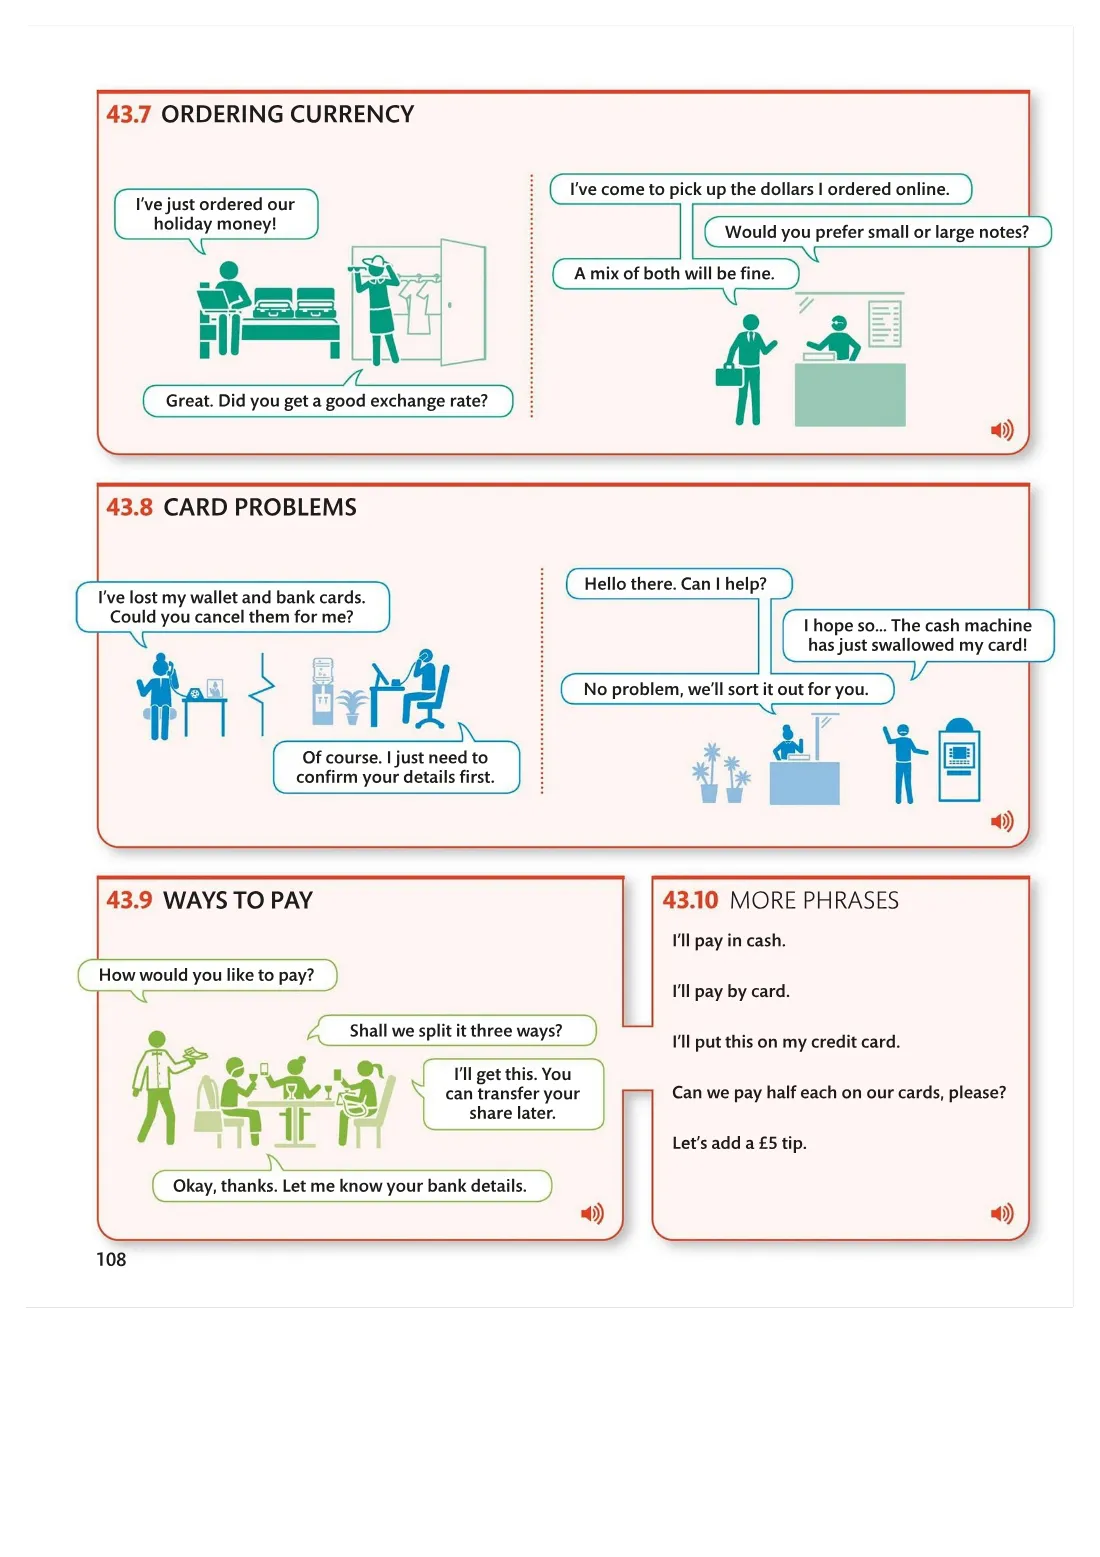 43.7 ORDERING CURRENCY
I've just ordered our
holiday money!
Great. Did you get a good exchange rate?
I've come to pick up the dollars I ordered online.
Would you prefer small or large notes?
A mix of both will be fine.
43.8 CARD PROBLEMS
I've lost my wallet and bank cards.
Could you cancel them for me?
Of course. I just need to
confirm your details first.
Hello there. Can I help?
I hope so... The cash machine
has just swallowed my card!
No problem, we'll sort it out for you.
43.9 WAYS TO PAY
How would you like to pay?
Shall we split it three ways?
I'll get this. You
can transfer your
share later.
Okay, thanks. Let me know your bank details.
43.10 MORE PHRASES
I'll pay in cash.
I'll pay by card.
I'll put this on my credit card.
Can we pay half each on our cards, please?
Let's add a £5 tip.
108